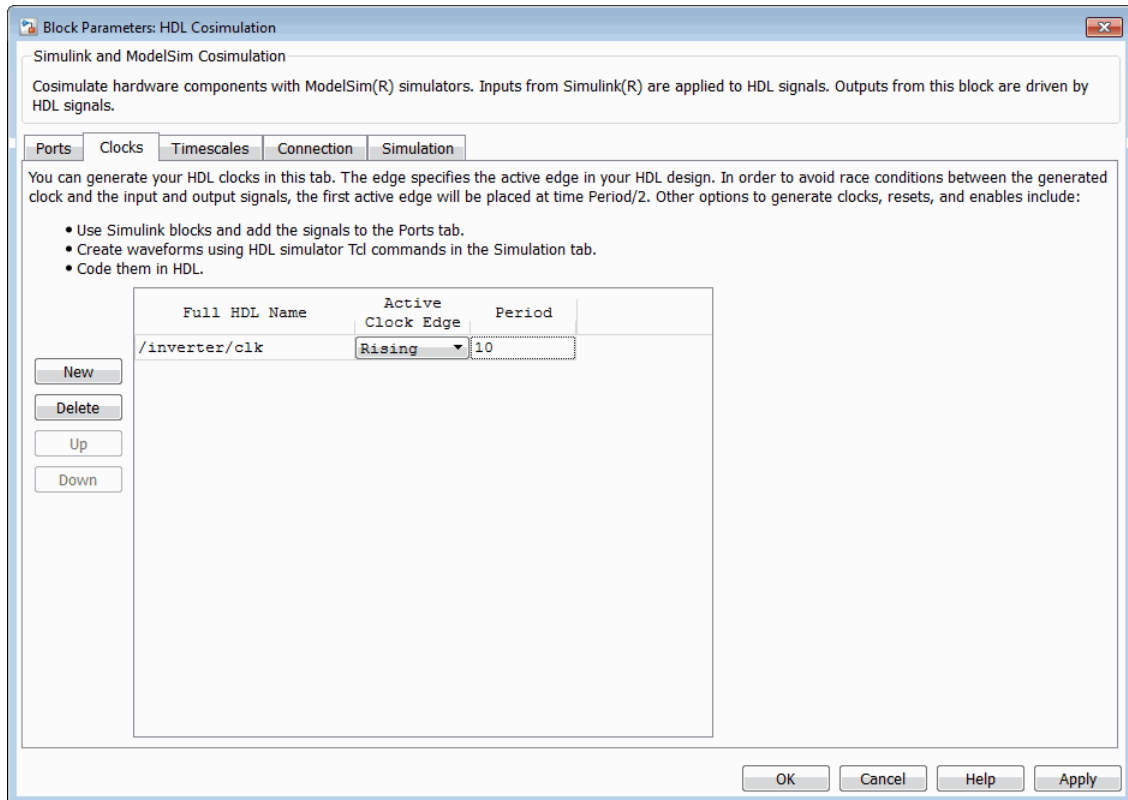 Block Parameters: HDL Cosimulation
Simulink and ModelSim Cosimulation
Cosimulate hardware components with ModelSim(R) simulators. Inputs from Simulink(R) are applied to HDL signals. Outputs from this block are driven by
HDL signals.
Ports Clocks Timescales Connection Simulation
You can generate your HDL clocks in this tab. The edge specifies the active edge in your HDL design. In order to avoid race conditions between the generated
clock and the input and output signals, the first active edge will be placed at time Period/2. Other options to generate clocks, resets, and enables include:
• Use Simulink blocks and add the signals to the Ports tab.
• Create waveforms using HDL simulator Tcl commands in the Simulation tab.
• Code them in HDL.
Full HDL Name
Active
Clock Edge
Period
/inverter/clk Rising 10
New
Delete
Up
Down
OK Cancel Help Apply